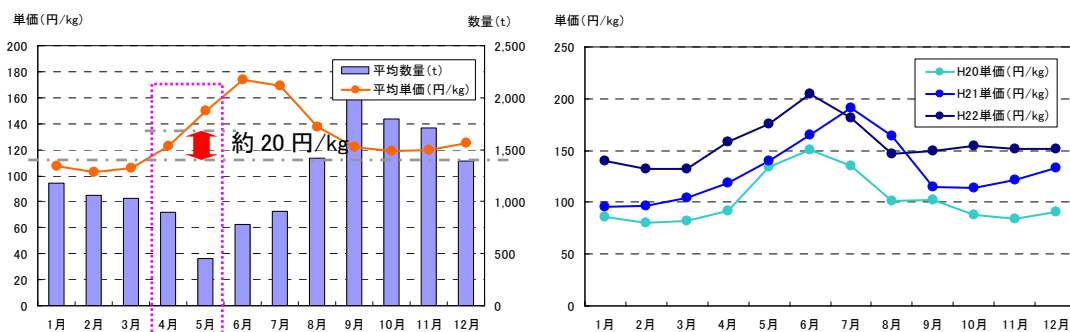 単価(円/kg)
数量(t)
200
180
160
140
120
100
80
60
40
20
0
2,500
2,000
1,500
1,000
500
0
平均数量(t)
平均単価(円/kg)
約 20 円/kg
1月 2月 3月 4月 5月 6月 7月 8月 9月 10月 11月 12月
単価(円/kg)
250
200
150
100
50
0
H20単価(円/kg)
H21単価(円/kg)
H22単価(円/kg)
1月 2月 3月 4月 5月 6月 7月 8月 9月 10月 11月 12月